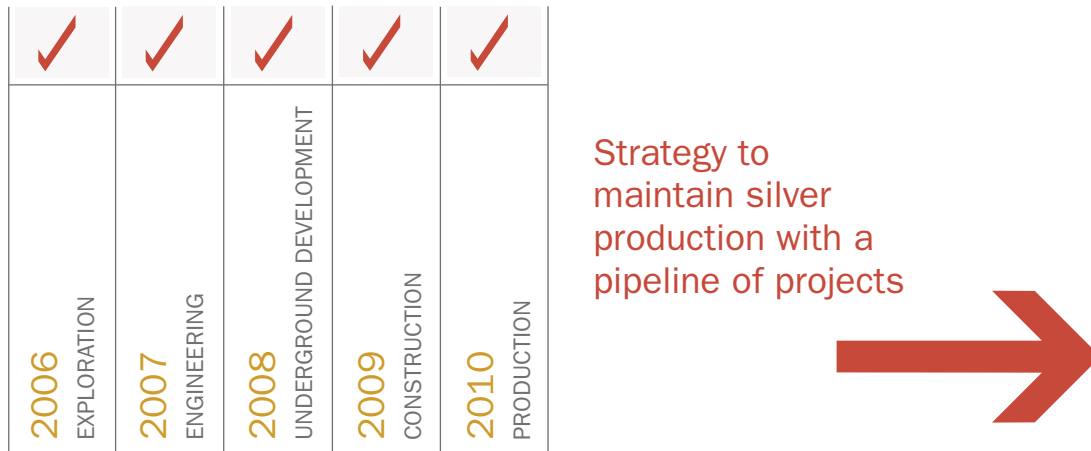 2006
EXPLORATION
2007
ENGINEERING
2008
UNDERGROUND DEVELOPMENT
2009
CONSTRUCTION
2010
PRODUCTION
Strategy to
maintain silver
production with a
pipeline of projects